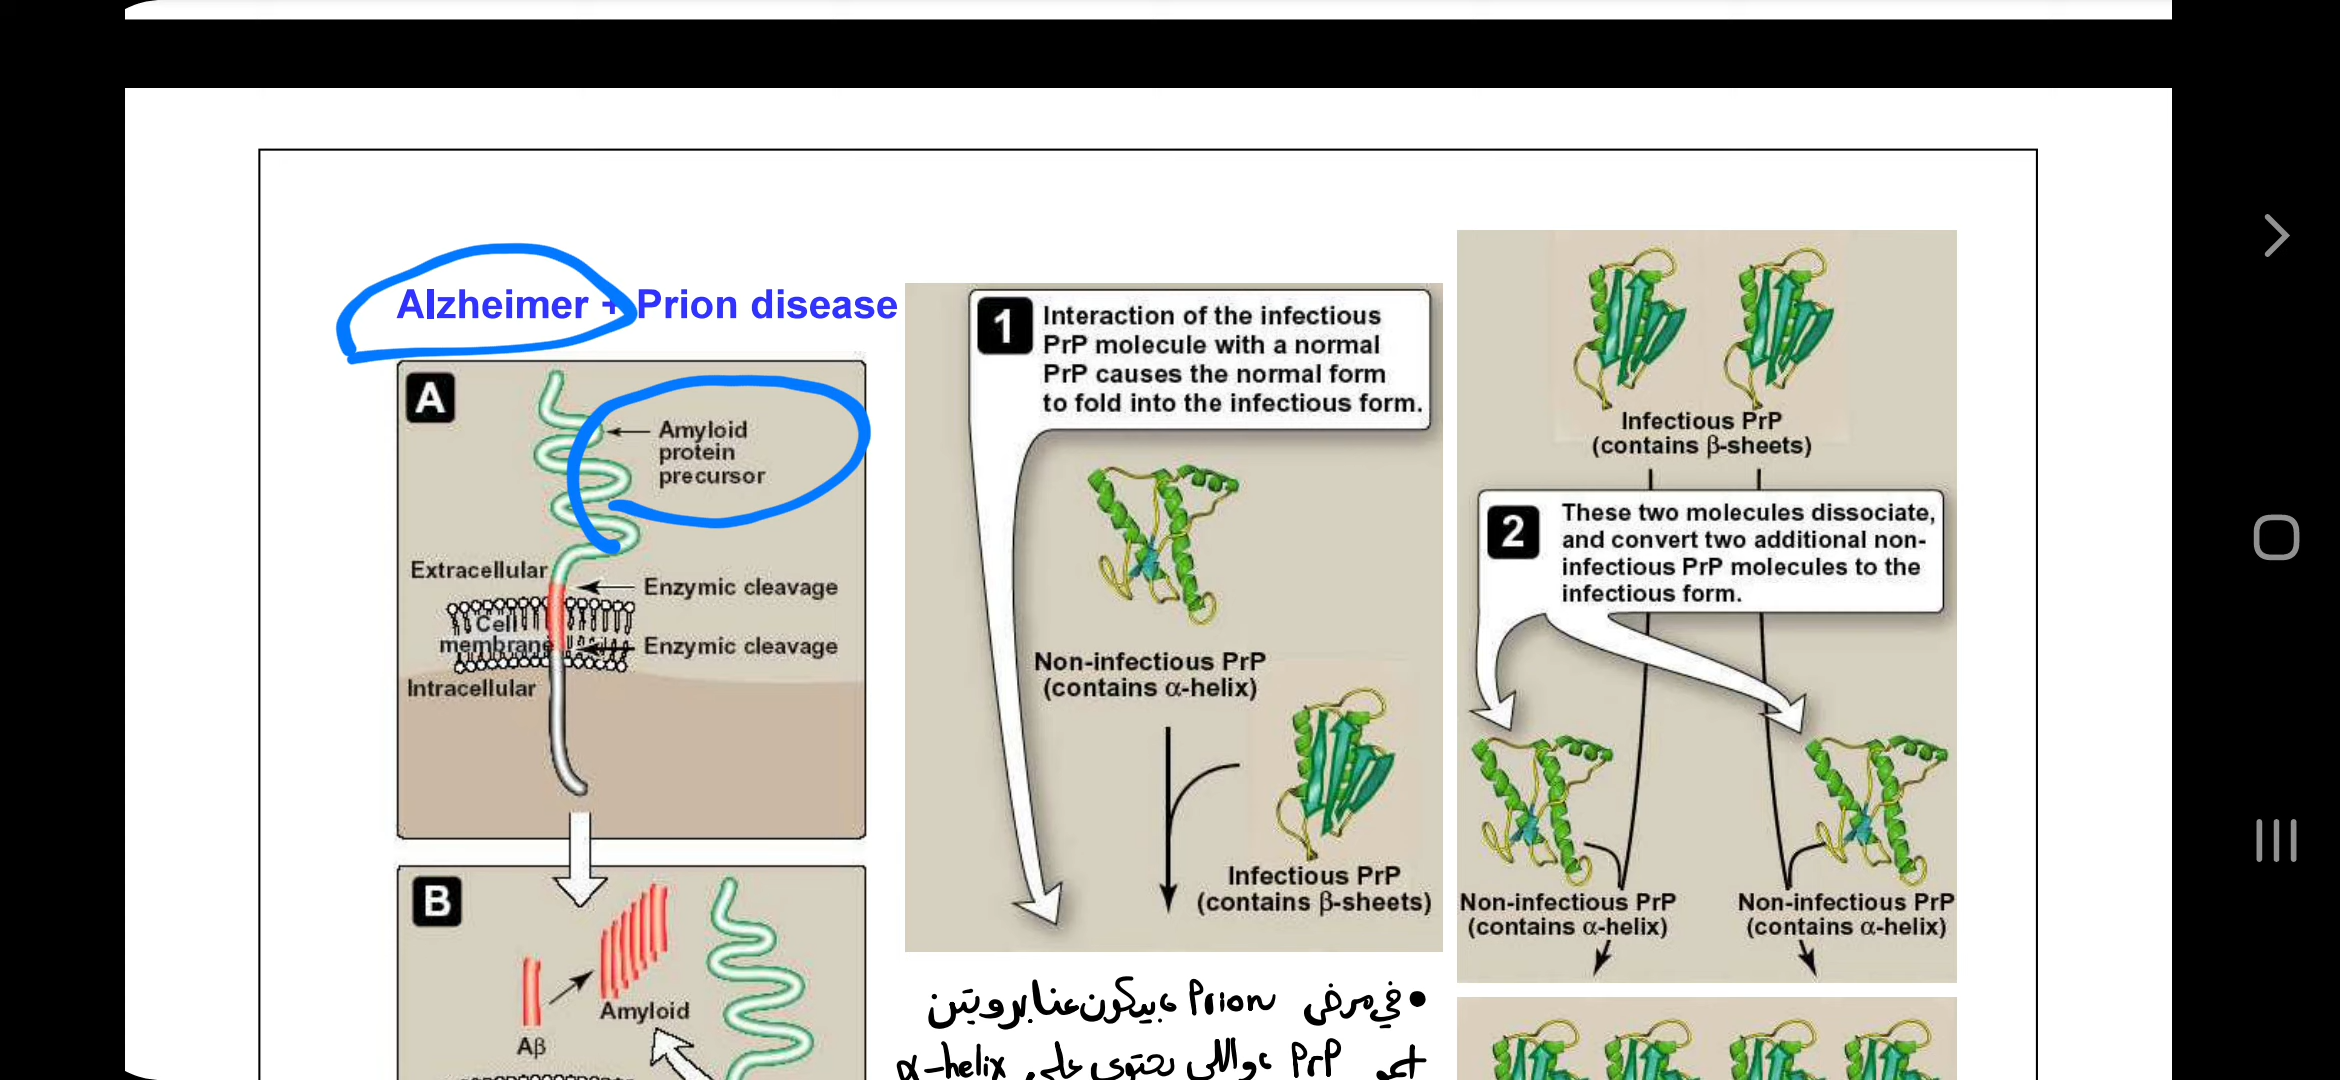 Alzheimer + Prion disease
A
Amyloid
protein
precursor
Extracellular
Enzymic cleavage
Cell
membrane
Enzymic cleavage
Intracellular
B
Amyloid
Aβ
1
Interaction of the infectious
PrP molecule with a normal
PrP causes the normal form
to fold into the infectious form.
Non-infectious PrP
(contains α-helix)
Infectious PrP
(contains β-sheets)
Infectious PrP
(contains β-sheets)
2
These two molecules dissociate,
and convert two additional non-
infectious PrP molecules to the
infectious form.
Non-infectious PrP
(contains α-helix)
Non-infectious PrP
(contains α-helix)
• في مرض Prion بيكون عنا بروتين
PrP واللي يحتوي على α-helix